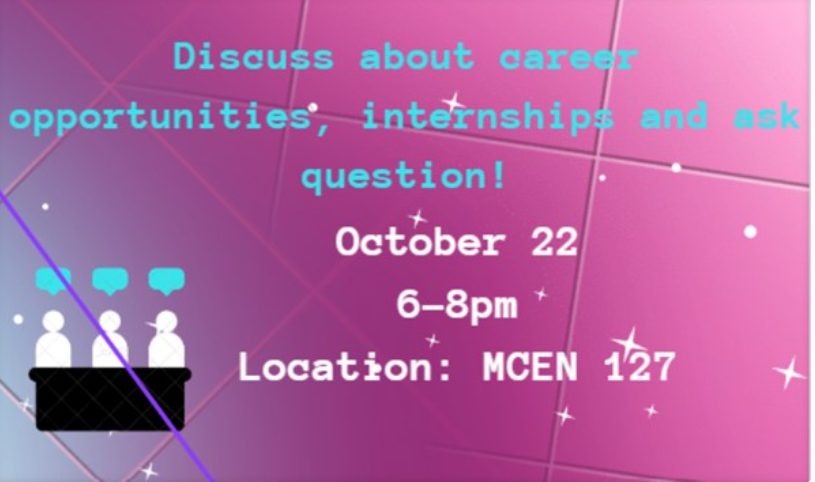 Discuss about career
opportunities, internships and ask
question!
October 22
6-8pm
Location: MCEN 127